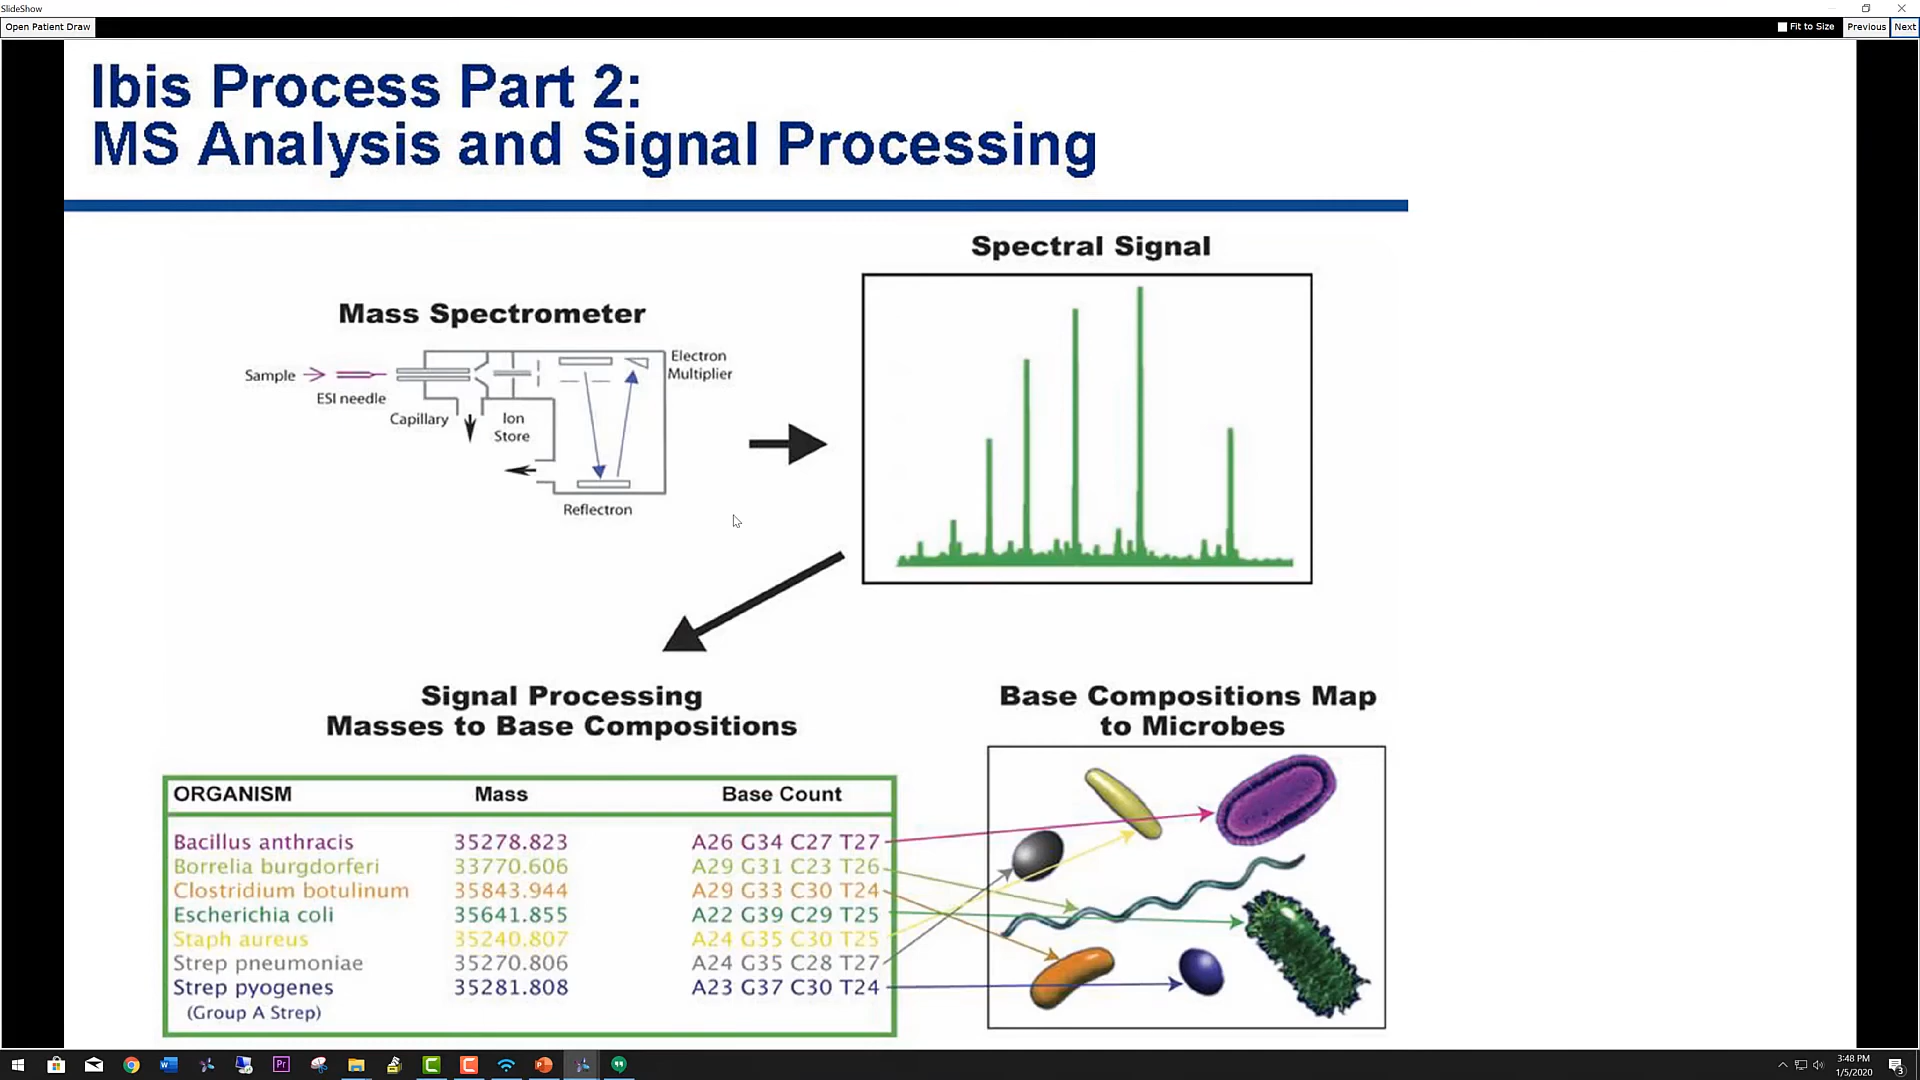 SlideShow
Open Patient Draw
Fit to Size
Previous
Next
Ibis Process Part 2:
MS Analysis and Signal Processing
Spectral Signal
Mass Spectrometer
Electron
Multiplier
Sample
ESI needle
Capillary
Ion
Store
Reflectron
Signal Processing
Masses to Base Compositions
Base Compositions Map
to Microbes
ORGANISM Mass Base Count
Bacillus anthracis 35278.823 A26 G34 C27 T27
Borrelia burgdorferi 33770.606 A29 G31 C23 T26
Clostridium botulinum 35843.944 A29 G33 C30 T24
Escherichia coli 35641.855 A22 G39 C29 T25
Staph aureus 35240.807 A24 G35 C30 T25
Strep pneumoniae 35270.806 A24 G35 C28 T27
Strep pyogenes 35281.808 A23 G37 C30 T24
(Group A Strep)
3:48 PM
1/5/2020